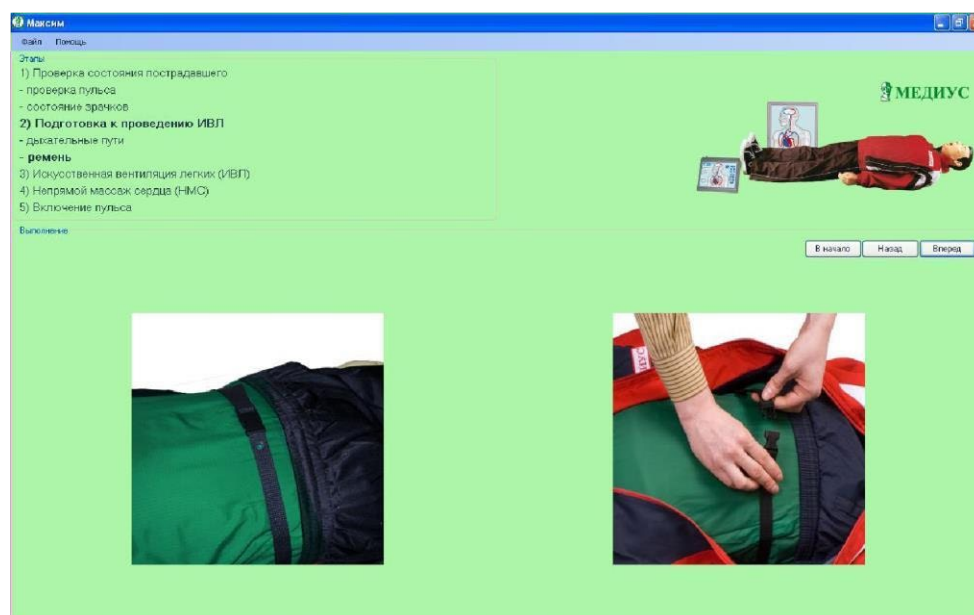 Максим
Файл Помощь
Этапы
1) Проверка состояния пострадавшего
- проверка пульса
- состояние зрачков
2) Подготовка к проведению ИВЛ
- дыхательные пути
- ремень
3) Искусственная вентиляция легких (ИВЛ)
4) Непрямой массаж сердца (НМС)
5) Включение пульса
МЕДИУС
Выполнение
В начало Назад Вперед